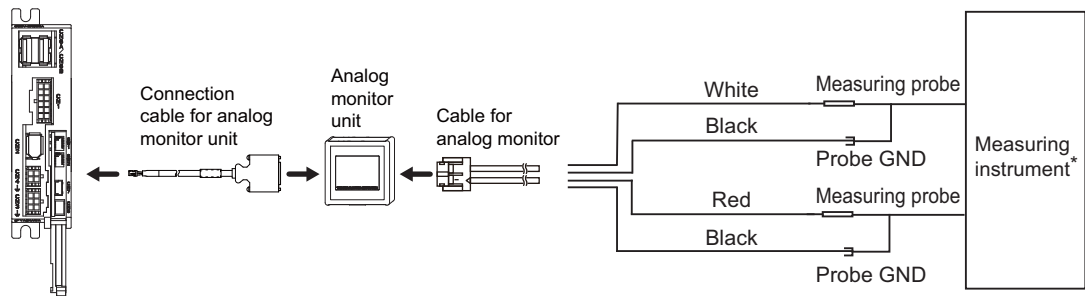 Connection
cable for analog
monitor unit
Analog
monitor
unit
Cable for
analog monitor
White
Measuring probe
Black
Probe GND
Red
Measuring probe
Black
Probe GND
Measuring
instrument*